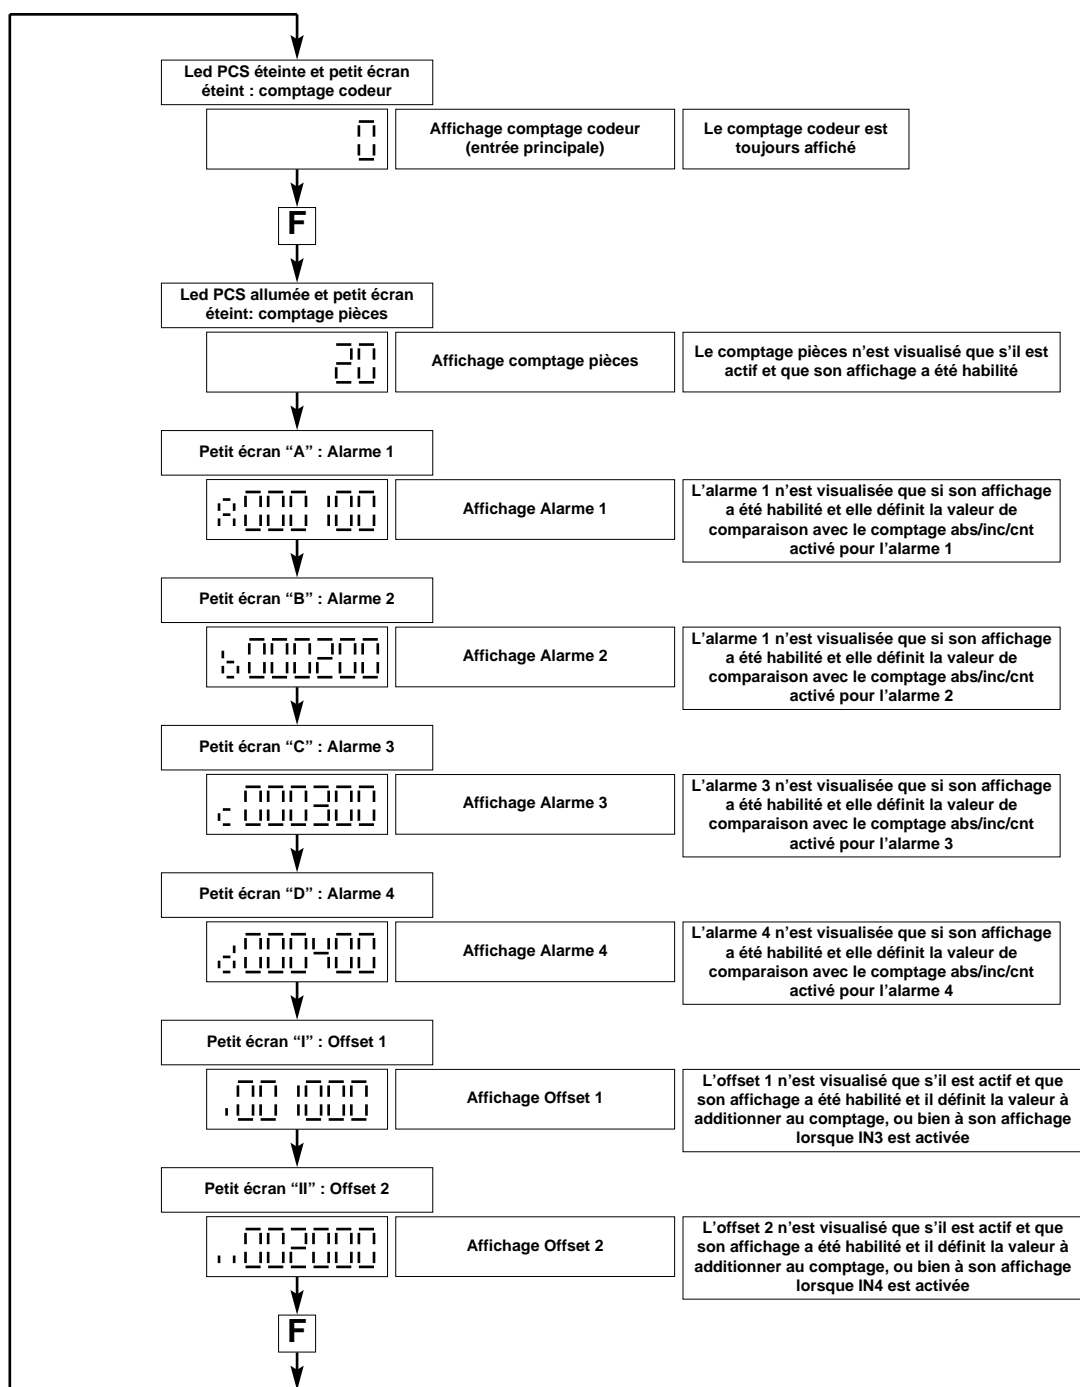 Led PCS éteinte et petit écran
éteint : comptage codeur
0
Affichage comptage codeur
(entrée principale)
Le comptage codeur est
toujours affiché
F
Led PCS allumée et petit écran
éteint: comptage pièces
20
Affichage comptage pièces
Le comptage pièces n’est visualisé que s’il est
actif et que son affichage a été habilité
Petit écran “A” : Alarme 1
A000100
Affichage Alarme 1
L’alarme 1 n’est visualisée que si son affichage
a été habilité et elle définit la valeur de
comparaison avec le comptage abs/inc/cnt
activé pour l’alarme 1
Petit écran “B” : Alarme 2
b000200
Affichage Alarme 2
L’alarme 1 n’est visualisée que si son affichage
a été habilité et elle définit la valeur de
comparaison avec le comptage abs/inc/cnt
activé pour l’alarme 2
Petit écran “C” : Alarme 3
c000300
Affichage Alarme 3
L’alarme 3 n’est visualisée que si son affichage
a été habilité et elle définit la valeur de
comparaison avec le comptage abs/inc/cnt
activé pour l’alarme 3
Petit écran “D” : Alarme 4
d000400
Affichage Alarme 4
L’alarme 4 n’est visualisée que si son affichage
a été habilité et elle définit la valeur de
comparaison avec le comptage abs/inc/cnt
activé pour l’alarme 4
Petit écran “I” : Offset 1
ı001000
Affichage Offset 1
L’offset 1 n’est visualisé que s’il est actif et que
son affichage a été habilité et il définit la valeur à
additionner au comptage, ou bien à son affichage
lorsque IN3 est activée
Petit écran “II” : Offset 2
ıı002000
Affichage Offset 2
L’offset 2 n’est visualisé que s’il est actif et que
son affichage a été habilité et il définit la valeur à
additionner au comptage, ou bien à son affichage
lorsque IN4 est activée
F